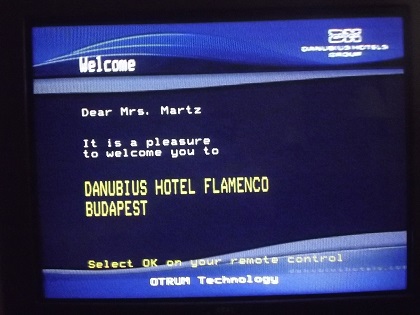 DANUBIUS HOTELS
GROUP
Welcome
Dear Mrs. Martz
It is a pleasure
to welcome you to
DANUBIUS HOTEL FLAMENCO
BUDAPEST
Select OK on your remote control
OTRUM Technology